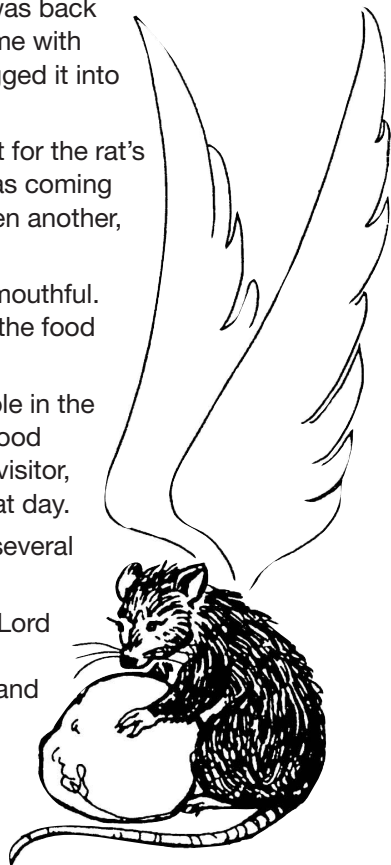 was back
me with
gged it into
t for the rat's
as coming
en another,
mouthful.
the food
ole in the
ood
visitor,
at day.
several
Lord
and